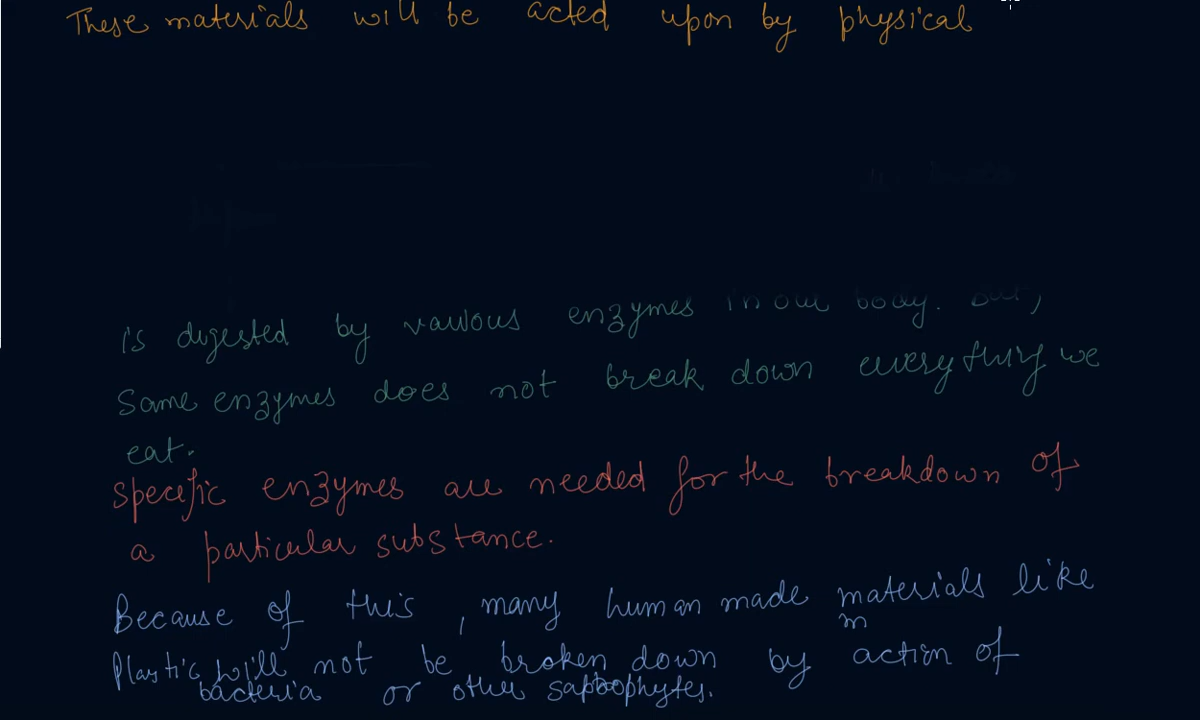 These materials will be acted upon by physical
is digested by various enzymes in our body. But,
Same enzymes does not break down everything we
eat.
Specific enzymes are needed for the breakdown of
a particular substance.
Because of this, many human made materials like
m
Plastic will not be broken down by action of
bacteria or other saprophytes.